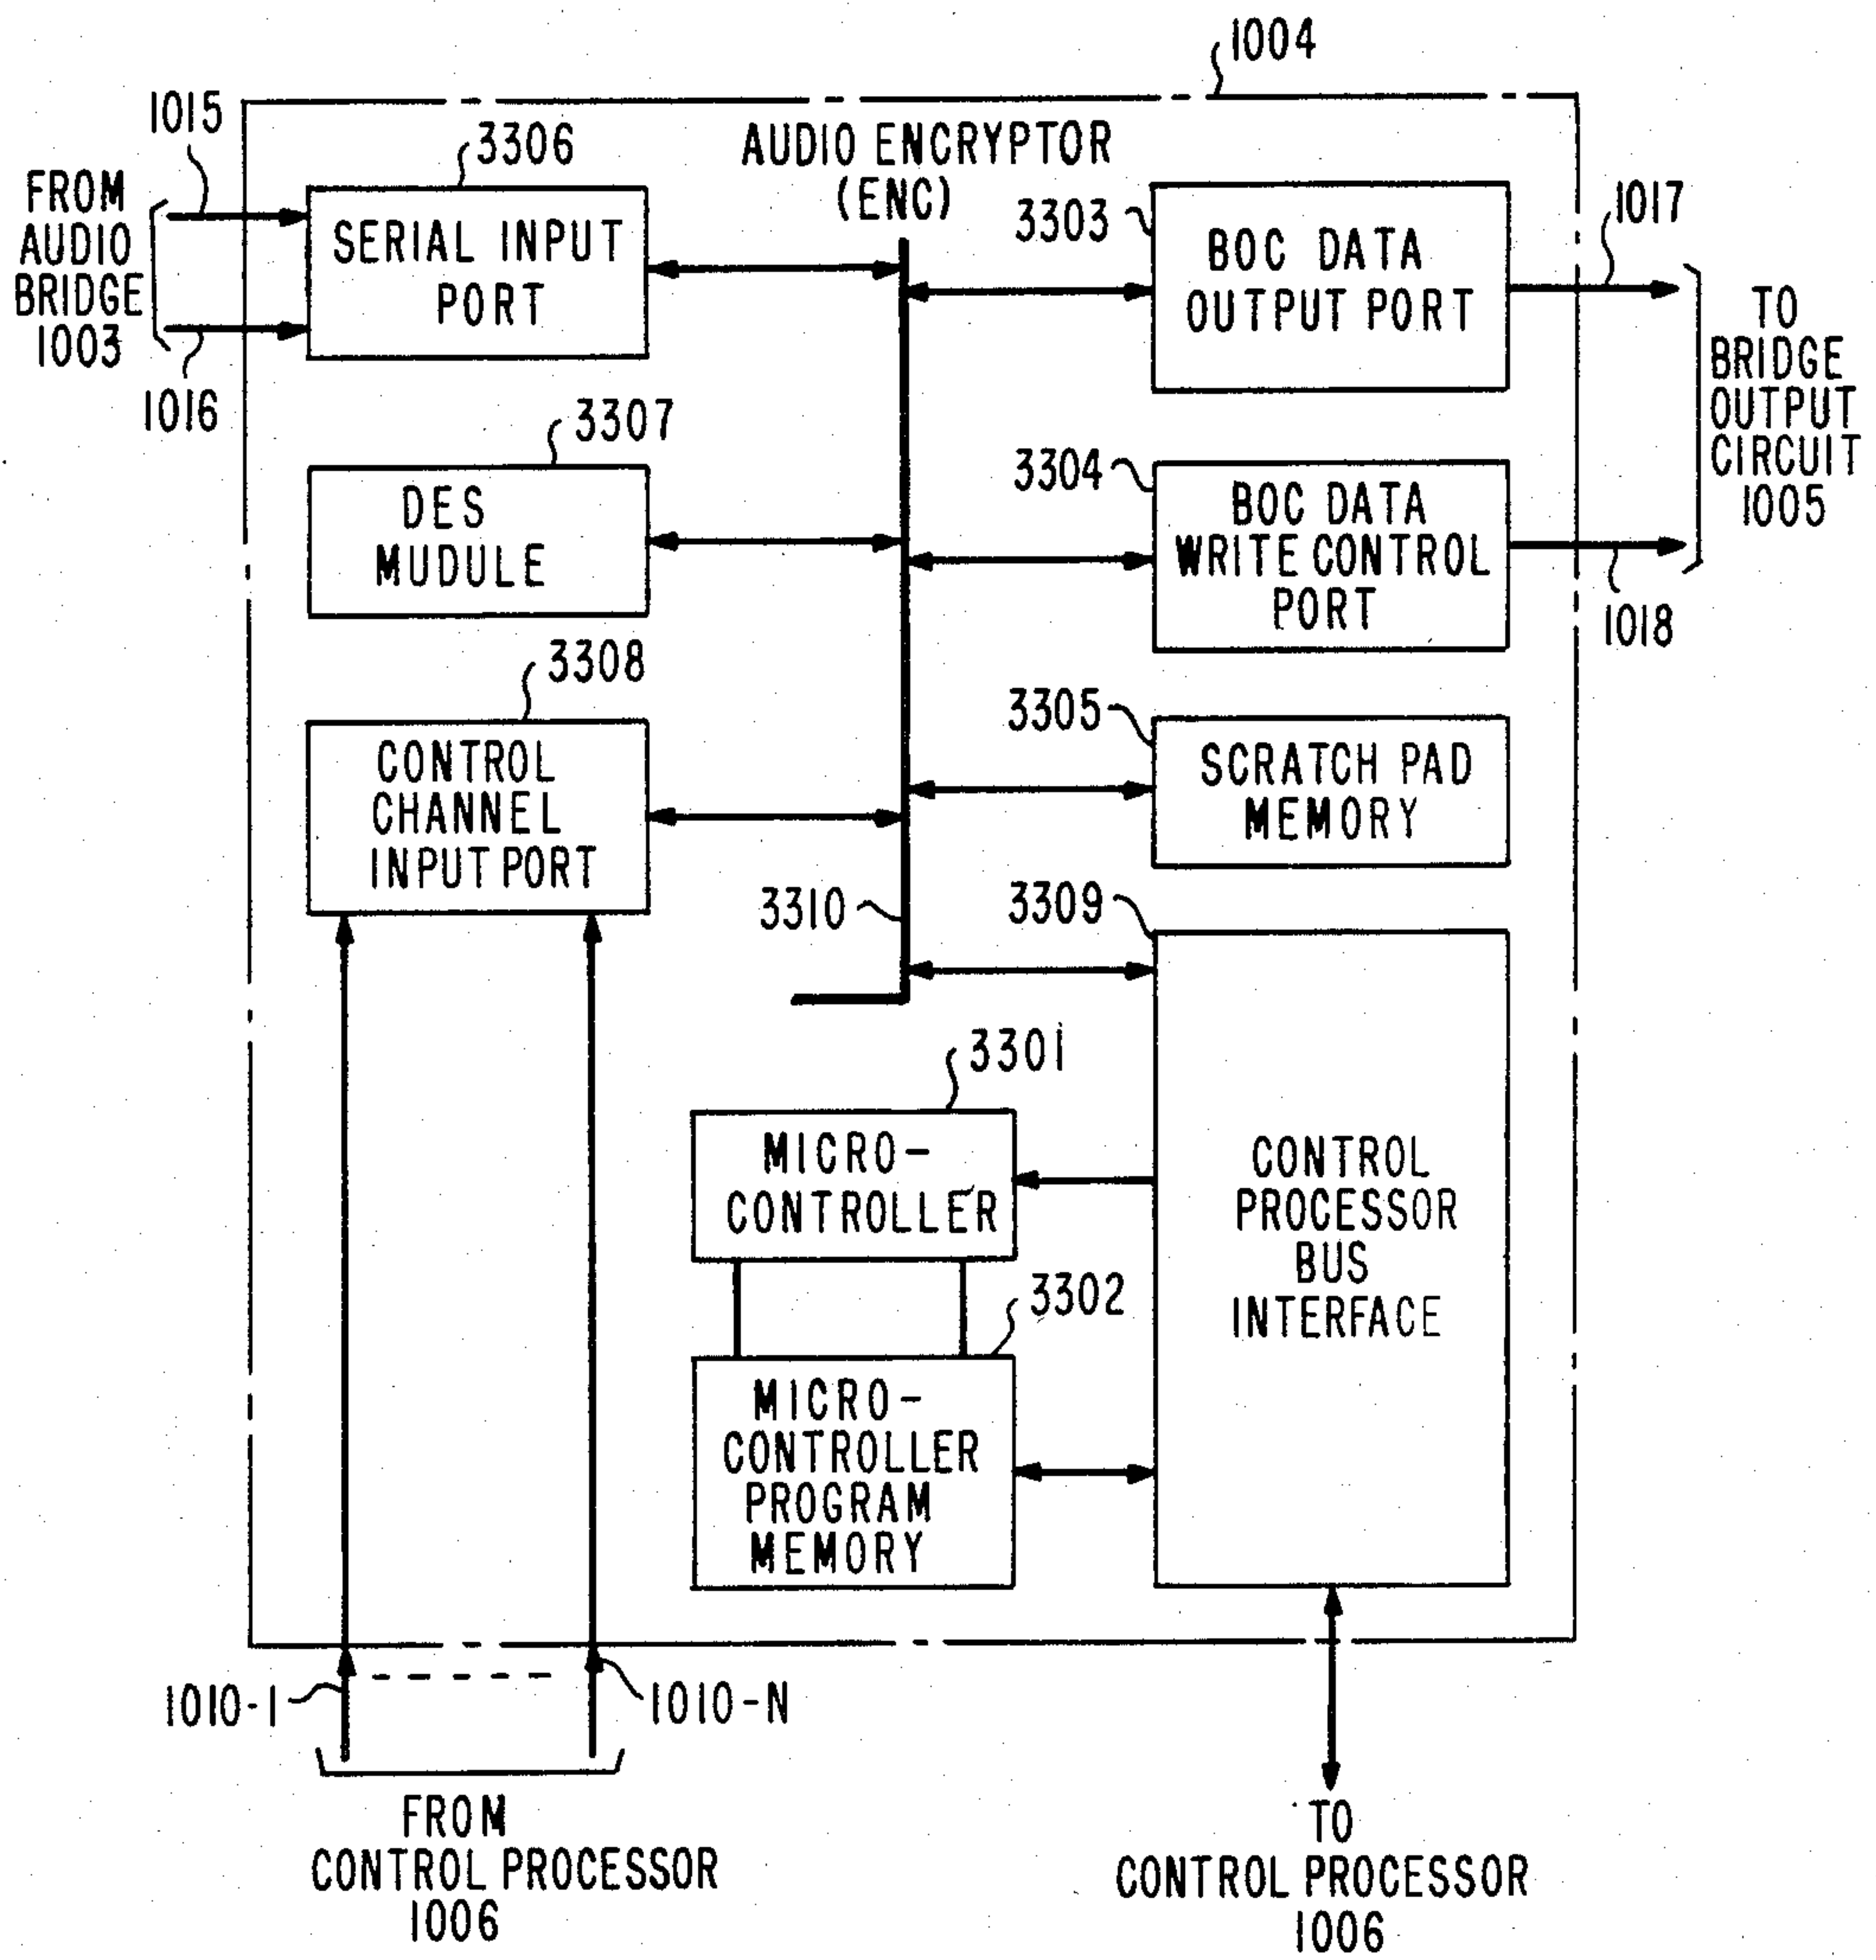 1004
1015
3306
AUDIO ENCRYPTOR
(ENC)
FROM
AUDIO
BRIDGE
1003
SERIAL INPUT
PORT
1016
3303
BOC DATA
OUTPUT PORT
1017
TO
BRIDGE
OUTPUT
CIRCUIT
1005
3307
DES
MUDULE
3304
BOC DATA
WRITE CONTROL
PORT
1018
3308
CONTROL
CHANNEL
INPUT PORT
3305
SCRATCH PAD
MEMORY
3310
3309
CONTROL
PROCESSOR
BUS
INTERFACE
3301
MICRO-
CONTROLLER
3302
MICRO-
CONTROLLER
PROGRAM
MEMORY
1010-1
1010-N
FROM
CONTROL PROCESSOR
1006
TO
CONTROL PROCESSOR
1006